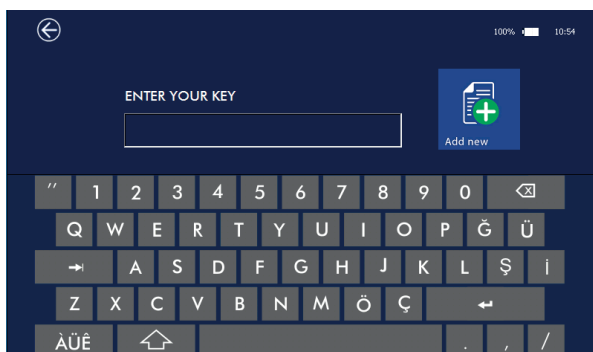 100% 10:54
ENTER YOUR KEY
Add new
" 1 2 3 4 5 6 7 8 9 0
Q W E R T Y U I O P Ğ Ü
A S D F G H J K L Ş İ
Z X C V B N M Ö Ç
ÀÜÊ . , /